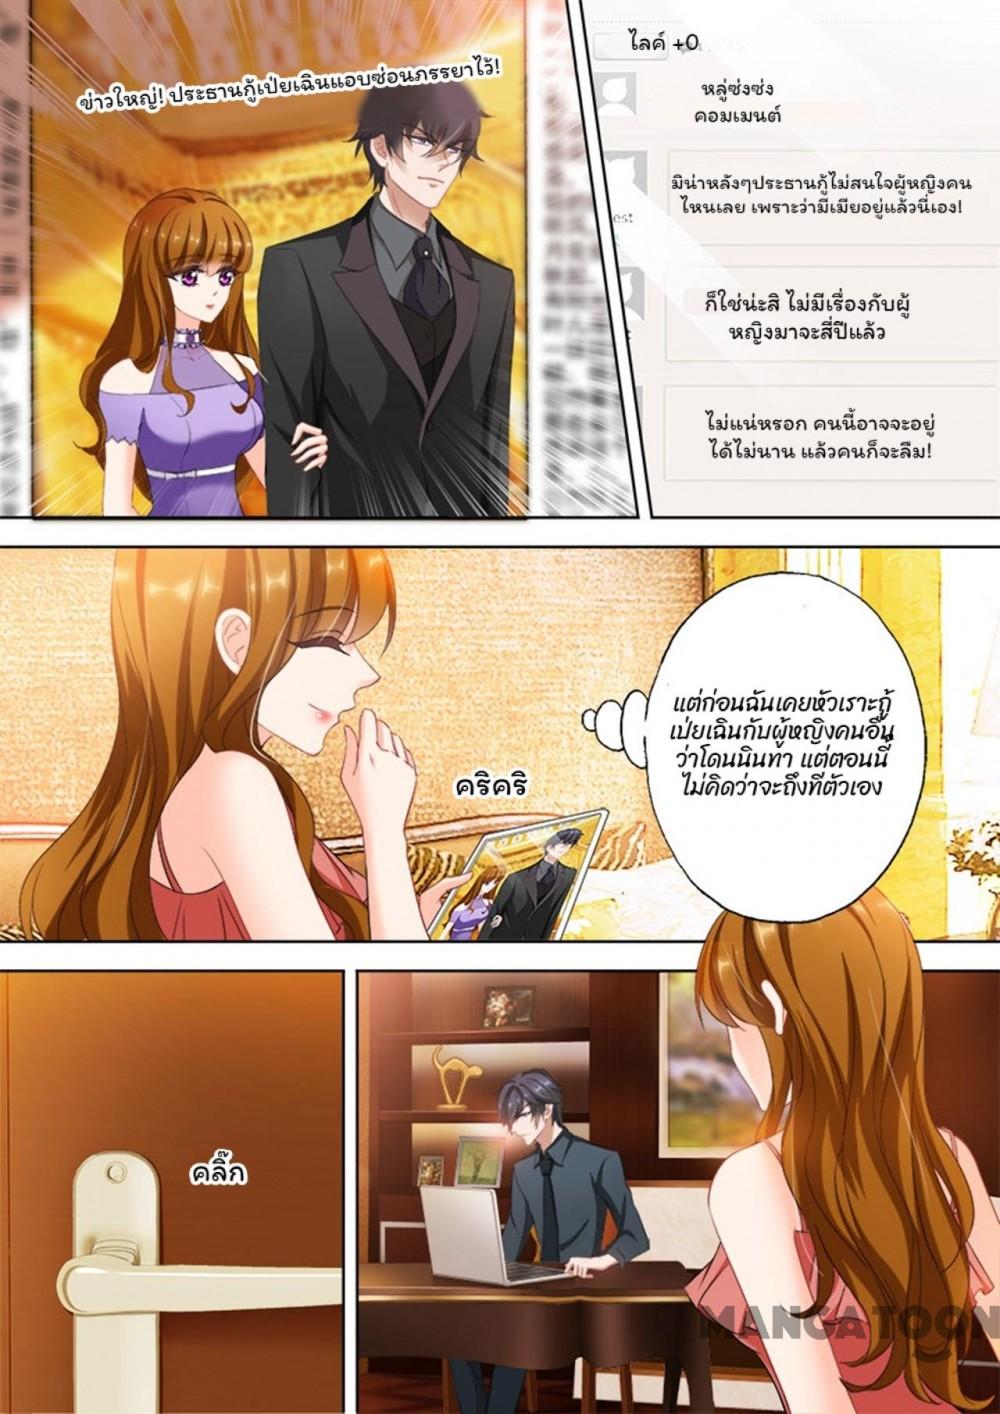 ข่าวใหญ่! ประธานกู้เป่ยเฉินแอบซ่อนภรรยาไว้!
ไลค์ +0
หลู่ซ่งซ่ง
คอมเมนต์
มิน่าหลังๆประธานกู้ไม่สนใจผู้หญิงคน
ไหนเลย เพราะว่ามีเมียอยู่แล้วนี่เอง!
ก็ใช่น่ะสิ ไม่มีเรื่องกับผู้
หญิงมาจะสี่ปีแล้ว
ไม่แน่หรอก คนนี้อาจจะอยู่
ได้ไม่นาน แล้วคนก็จะลืม!
แต่ก่อนฉันเคยหัวเราะกู้
เป่ยเฉินกับผู้หญิงคนอื่น
ว่าโดนนินทา แต่ตอนนี้
ไม่คิดว่าจะถึงทีตัวเอง
คริคริ
คลิ๊ก
MANGATOON